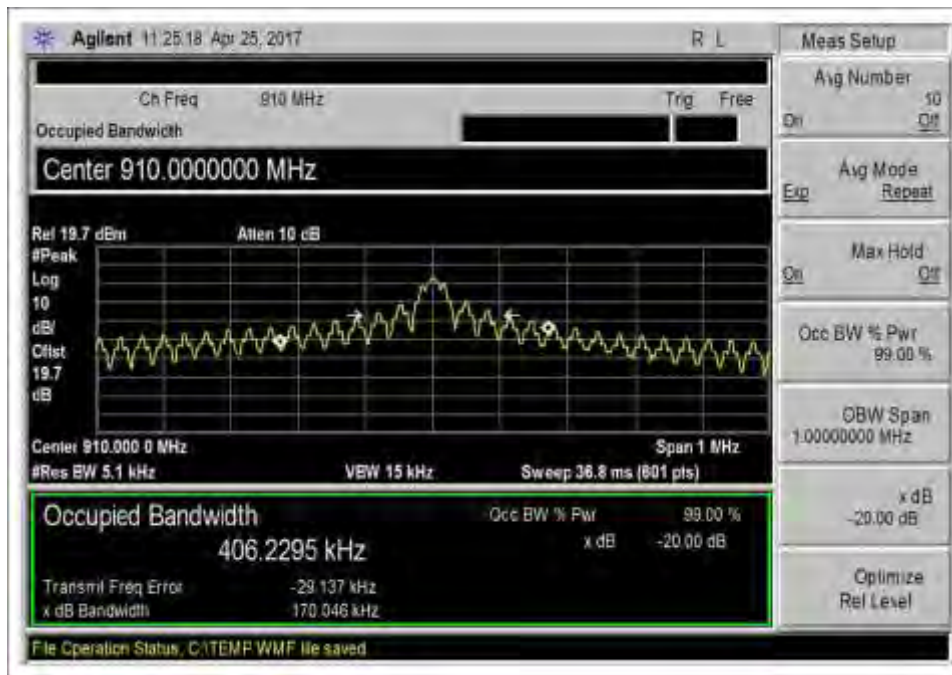 Agilent 11:25:18 Apr 25, 2017 R L
Ch Freq 910 MHz Trig Free
Occupied Bandwidth
Center 910.0000000 MHz
Ref 19.7 dBm Atten 10 dB
#Peak
Log
10
dB/
Offst
19.7
dB
Center 910.000 0 MHz Span 1 MHz
#Res BW 5.1 kHz VBW 15 kHz Sweep 36.8 ms (601 pts)
Occupied Bandwidth Occ BW % Pwr 99.00 %
406.2295 kHz x dB -20.00 dB
Transmit Freq Error -29.137 kHz
x dB Bandwidth 170.046 kHz
File Operation Status, C:\TEMP.WMF file saved
Meas Setup
Avg Number
10
On Off
Avg Mode
Exp Repeat
Max Hold
On Off
Occ BW % Pwr
99.00 %
OBW Span
1.00000000 MHz
x dB
-20.00 dB
Optimize
Ref Level